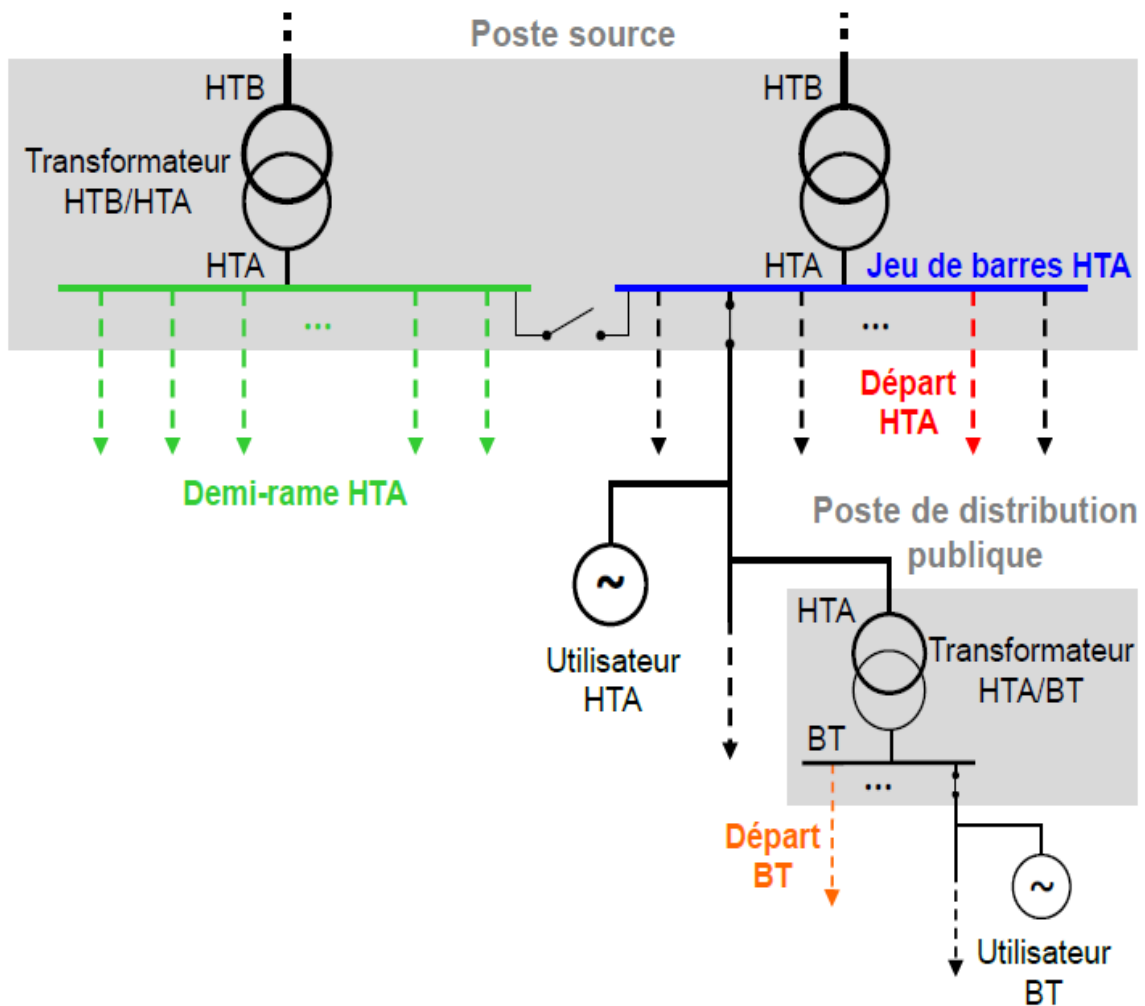 Poste source
HTB
HTB
Transformateur
HTB/HTA
HTA
HTA
Jeu de barres HTA
...
...
Départ
HTA
Demi-rame HTA
Poste de distribution
publique
~
HTA
Utilisateur
HTA
Transformateur
HTA/BT
BT
...
Départ
BT
~
Utilisateur
BT